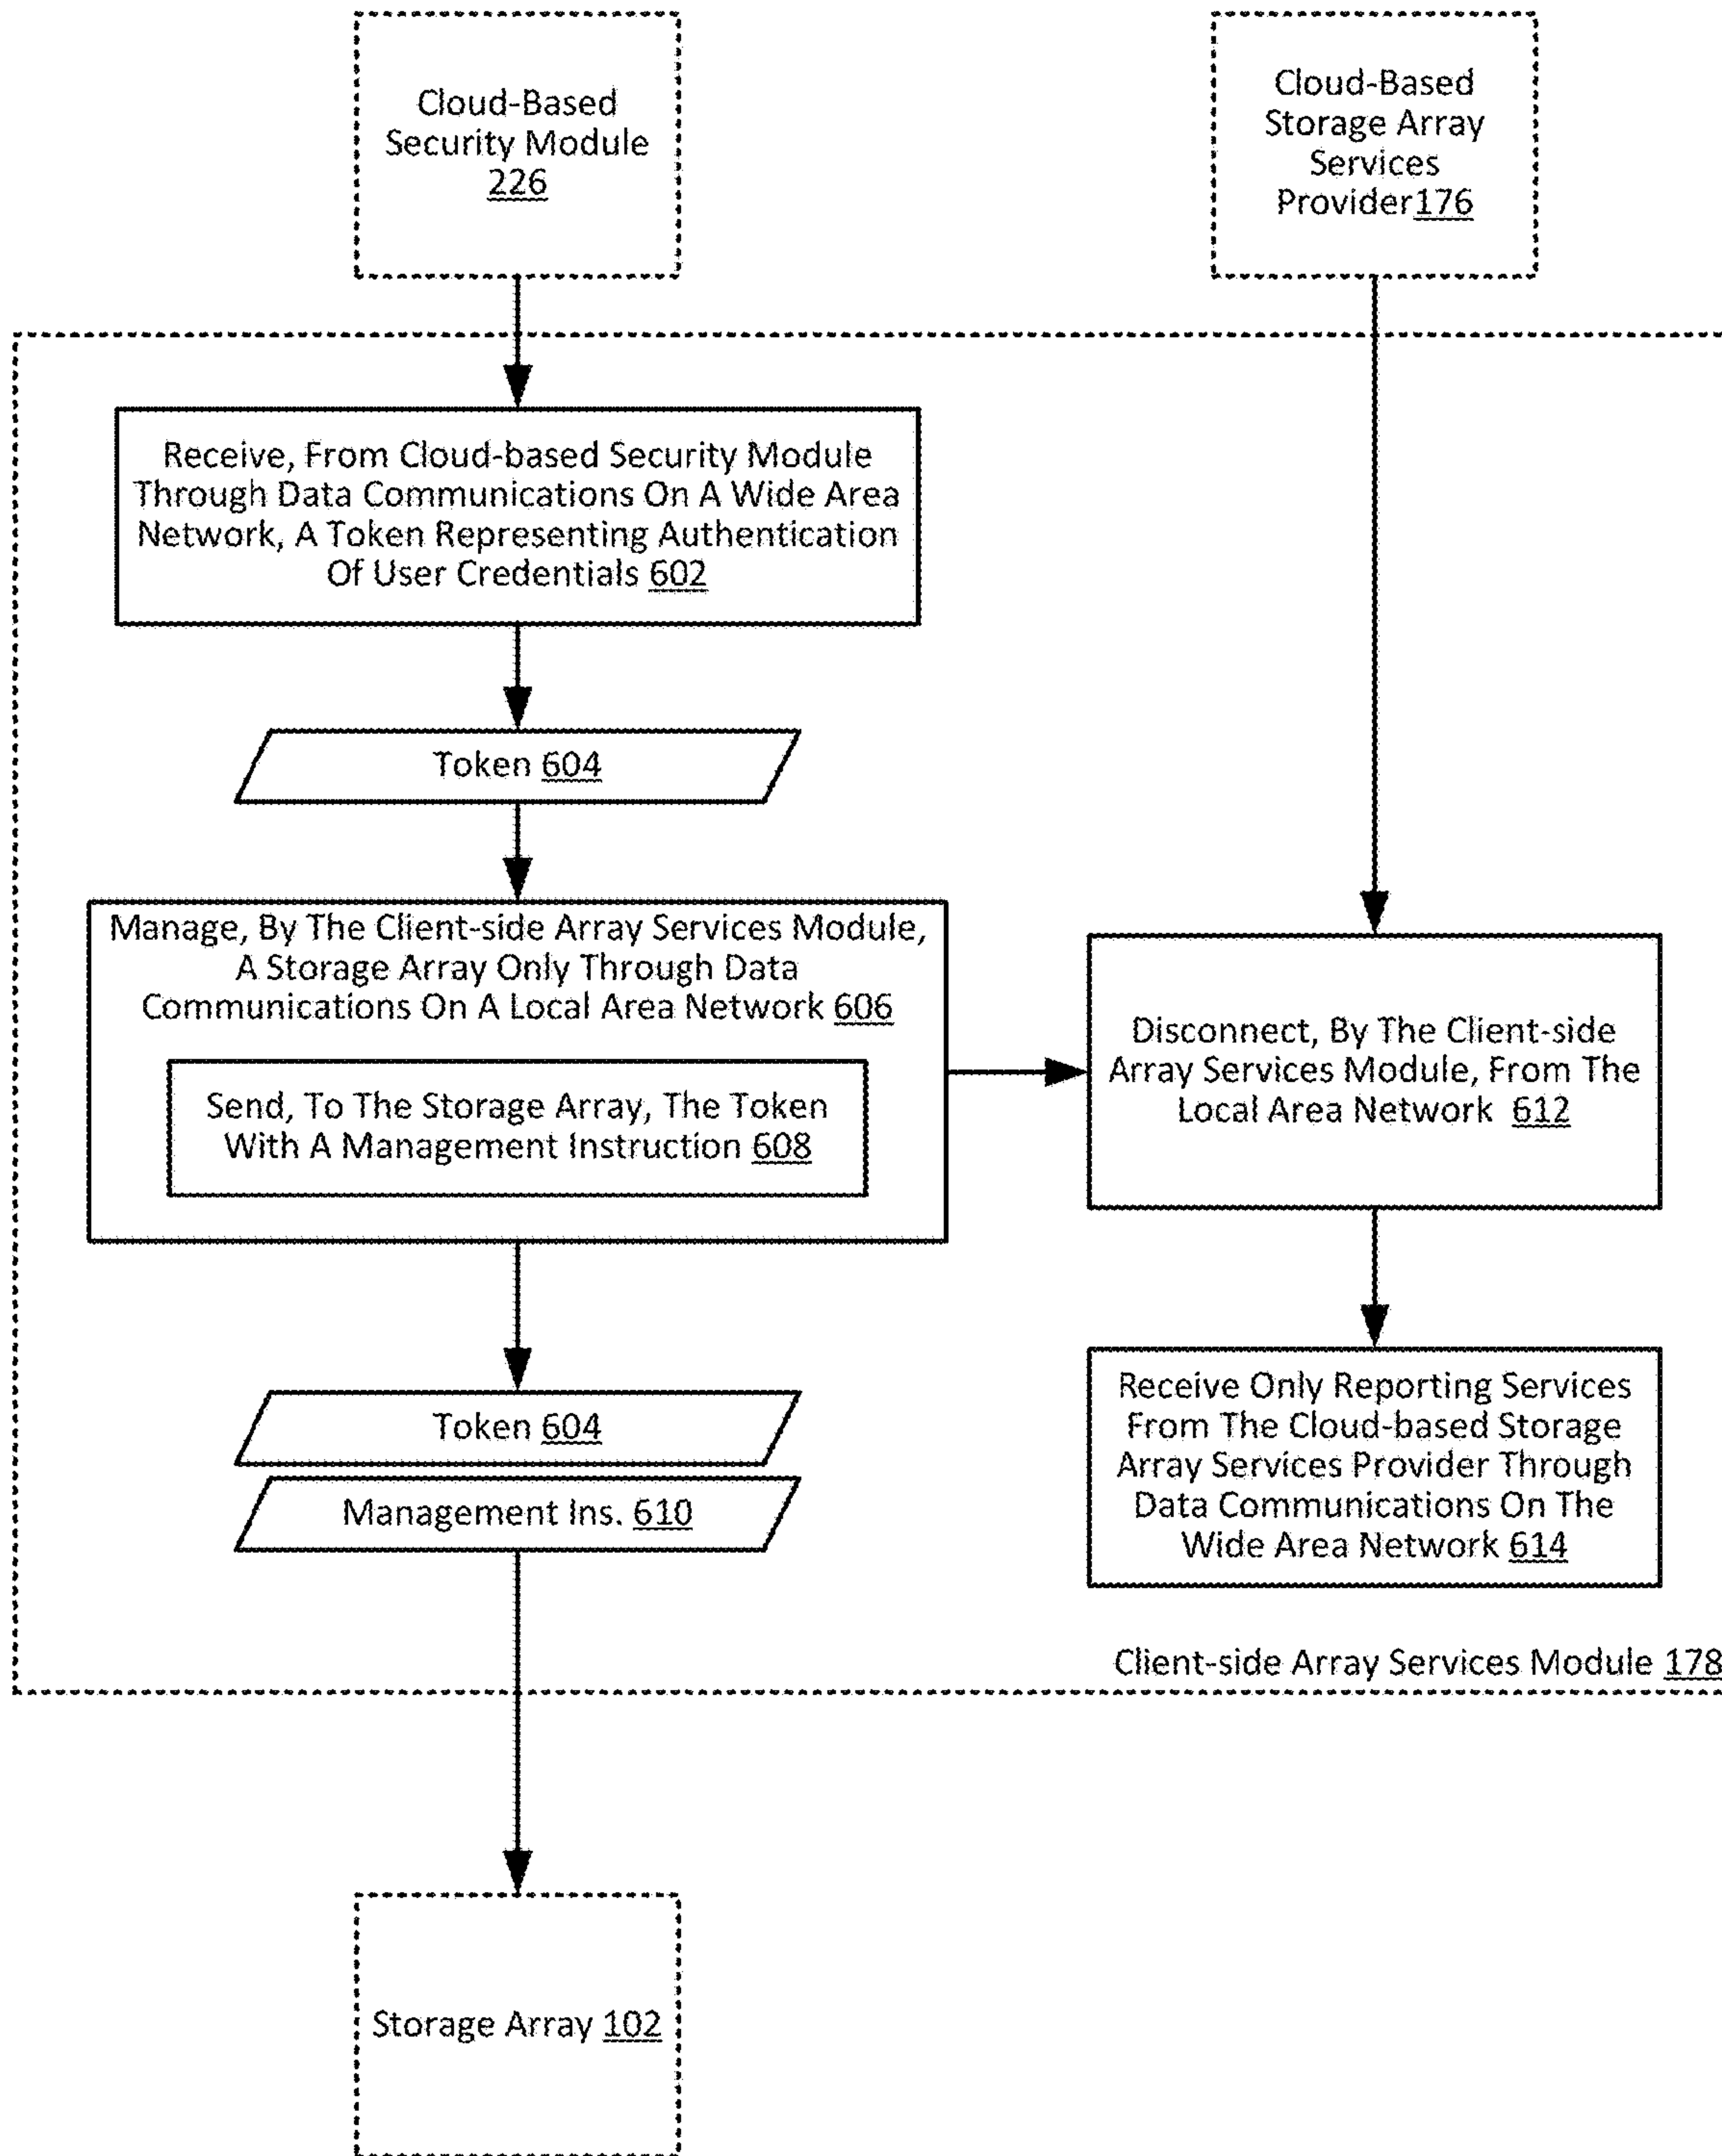 Cloud-Based
Security Module
226
Cloud-Based
Storage Array
Services
Provider176
Receive, From Cloud-based Security Module
Through Data Communications On A Wide Area
Network, A Token Representing Authentication
Of User Credentials 602
Token 604
Manage, By The Client-side Array Services Module,
A Storage Array Only Through Data
Communications On A Local Area Network 606
Send, To The Storage Array, The Token
With A Management Instruction 608
Disconnect, By The Client-side
Array Services Module, From The
Local Area Network 612
Token 604
Management Ins. 610
Receive Only Reporting Services
From The Cloud-based Storage
Array Services Provider Through
Data Communications On The
Wide Area Network 614
Client-side Array Services Module 178
Storage Array 102